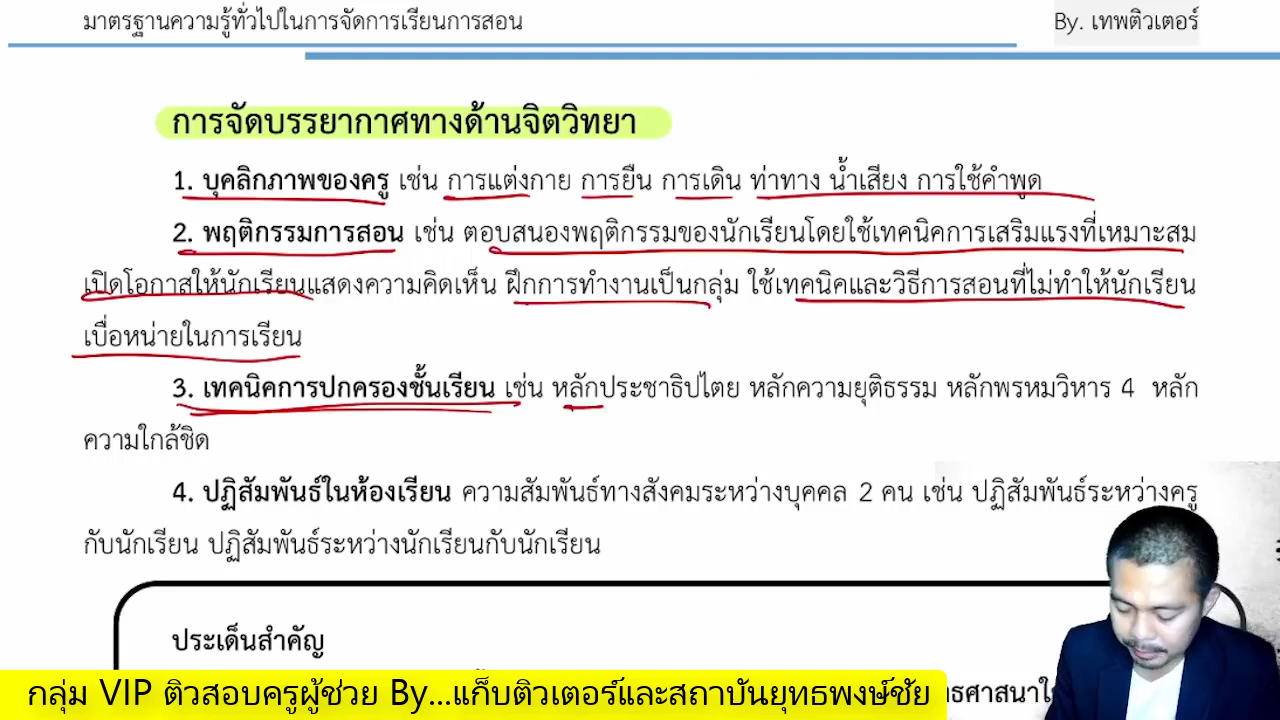 มาตรฐานความรู้ทั่วไปในการจัดการเรียนการสอน
By. เทพติวเตอร์
การจัดบรรยากาศทางด้านจิตวิทยา
1. บุคลิกภาพของครู เช่น การแต่งกาย การยืน การเดิน ท่าทาง น้ำเสียง การใช้คำพูด
2. พฤติกรรมการสอน เช่น ตอบสนองพฤติกรรมของนักเรียนโดยใช้เทคนิคการเสริมแรงที่เหมาะสม
เปิดโอกาสให้นักเรียนแสดงความคิดเห็น ฝึกการทำงานเป็นกลุ่ม ใช้เทคนิคและวิธีการสอนที่ไม่ทำให้นักเรียน
เบื่อหน่ายในการเรียน
3. เทคนิคการปกครองชั้นเรียน เช่น หลักประชาธิปไตย หลักความยุติธรรม หลักพรหมวิหาร 4 หลัก
ความใกล้ชิด
4. ปฏิสัมพันธ์ในห้องเรียน ความสัมพันธ์ทางสังคมระหว่างบุคคล 2 คน เช่น ปฏิสัมพันธ์ระหว่างครู
กับนักเรียน ปฏิสัมพันธ์ระหว่างนักเรียนกับนักเรียน
ประเด็นสำคัญ
กลุ่ม VIP ติวสอบครูผู้ช่วย By...แก็บติวเตอร์และสถาบันยุทธพงษ์ชัย